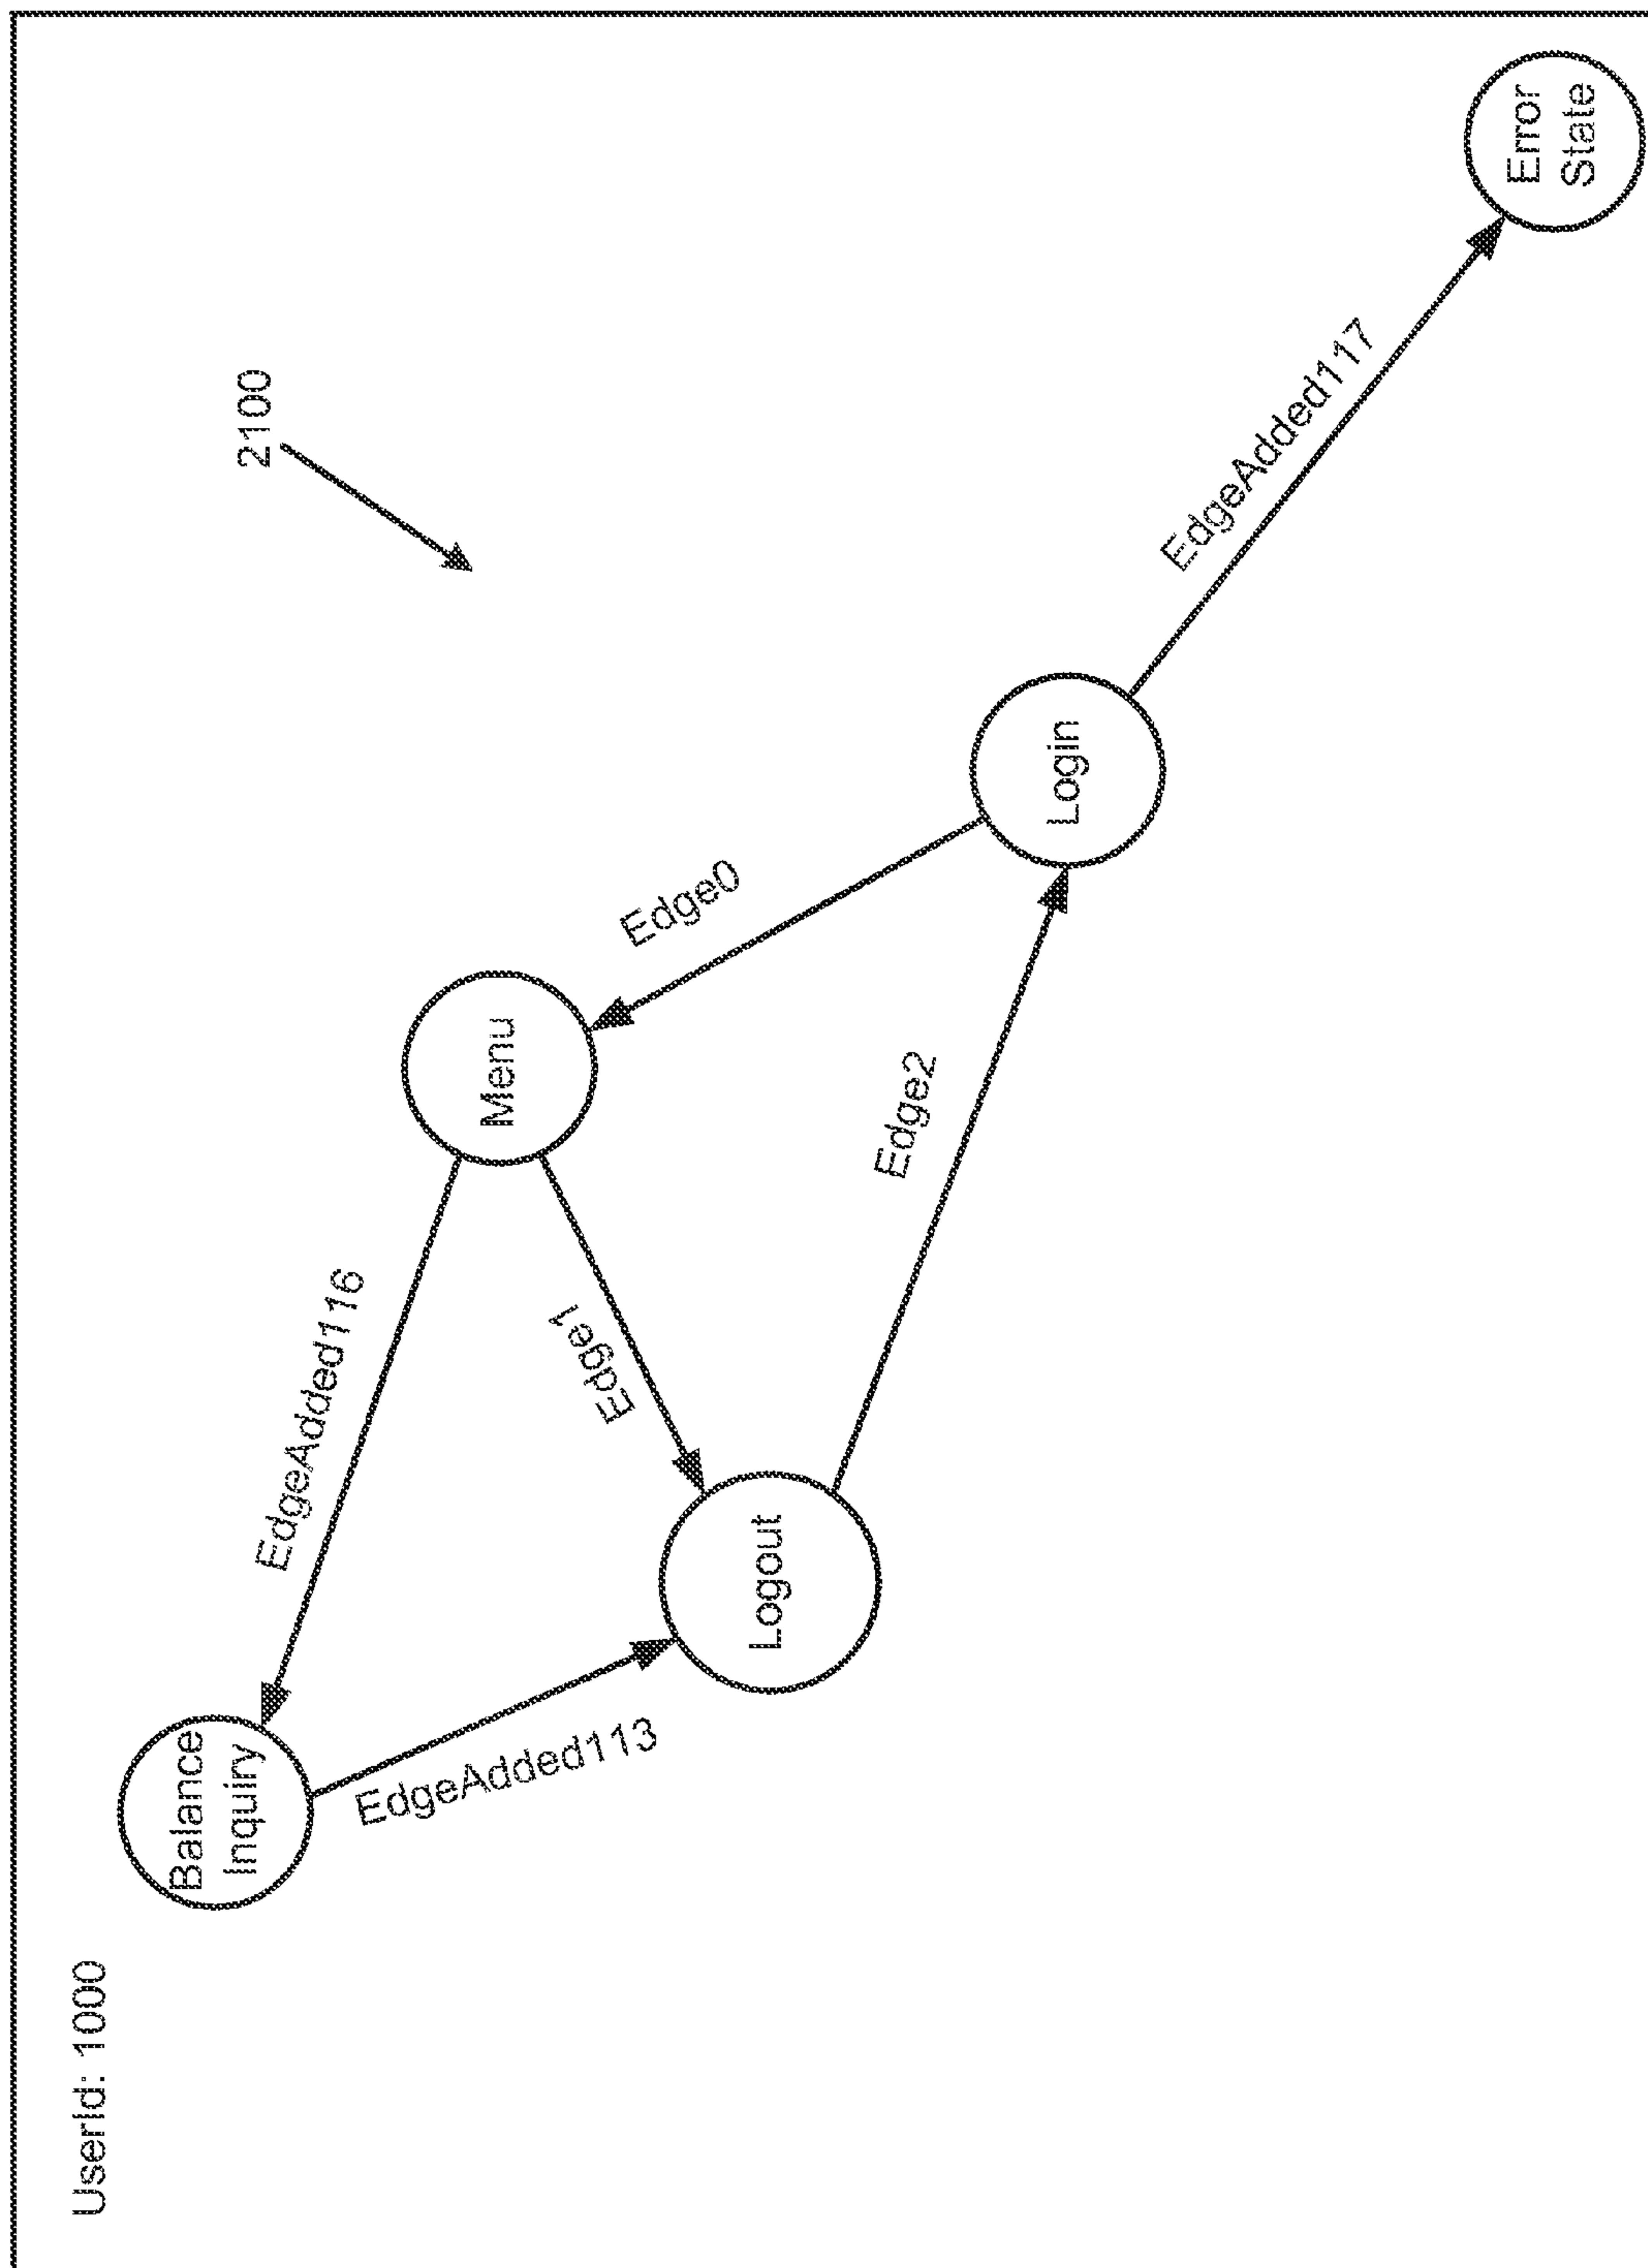 UserId: 1000
Balance
Inquiry
EdgeAdded116
2100
EdgeAdded113
Menu
Edge1
Edge0
Logout
Edge2
Login
EdgeAdded117
Error
State